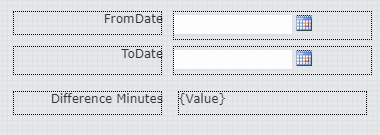 FromDate
ToDate
Difference Minutes {Value}